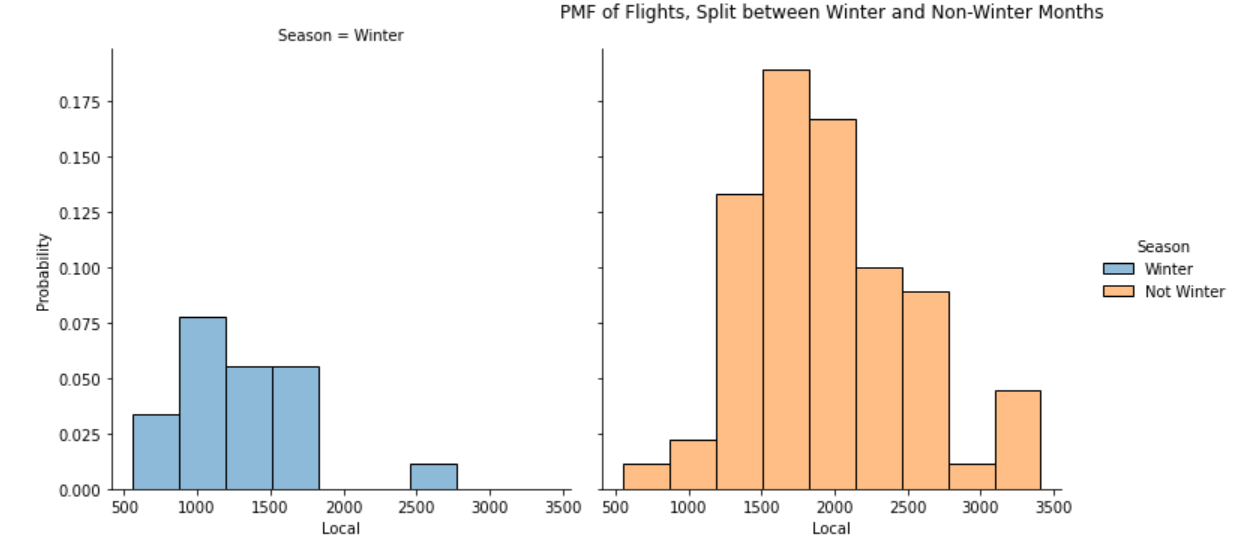 PMF of Flights, Split between Winter and Non-Winter Months
Season = Winter
0.175
0.150
0.125
0.100
0.075
0.050
0.025
0.000
Probability
500 1000 1500 2000 2500 3000 3500
Local
500 1000 1500 2000 2500 3000 3500
Local
Season
Winter
Not Winter